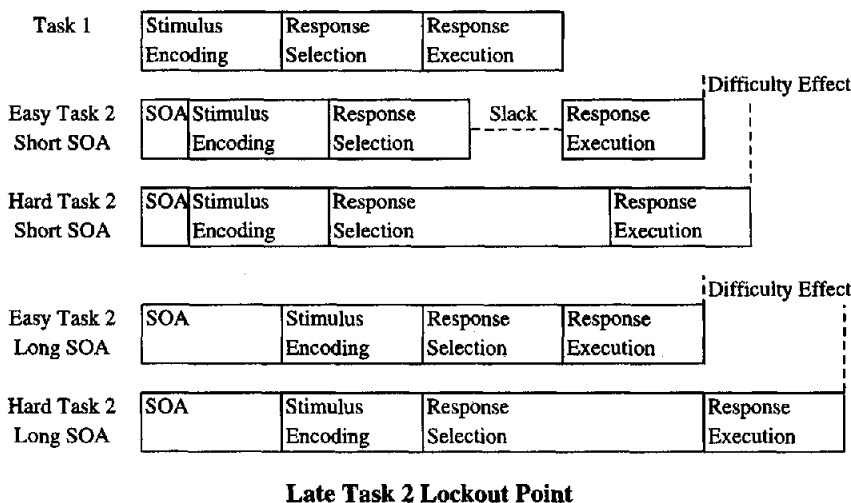 Task 1
Stimulus Encoding
Response Selection
Response Execution
Difficulty Effect
Easy Task 2 Short SOA
SOA
Stimulus Encoding
Response Selection
Slack
Response Execution
Hard Task 2 Short SOA
SOA
Stimulus Encoding
Response Selection
Response Execution
Difficulty Effect
Easy Task 2 Long SOA
SOA
Stimulus Encoding
Response Selection
Response Execution
Hard Task 2 Long SOA
SOA
Stimulus Encoding
Response Selection
Response Execution
Late Task 2 Lockout Point